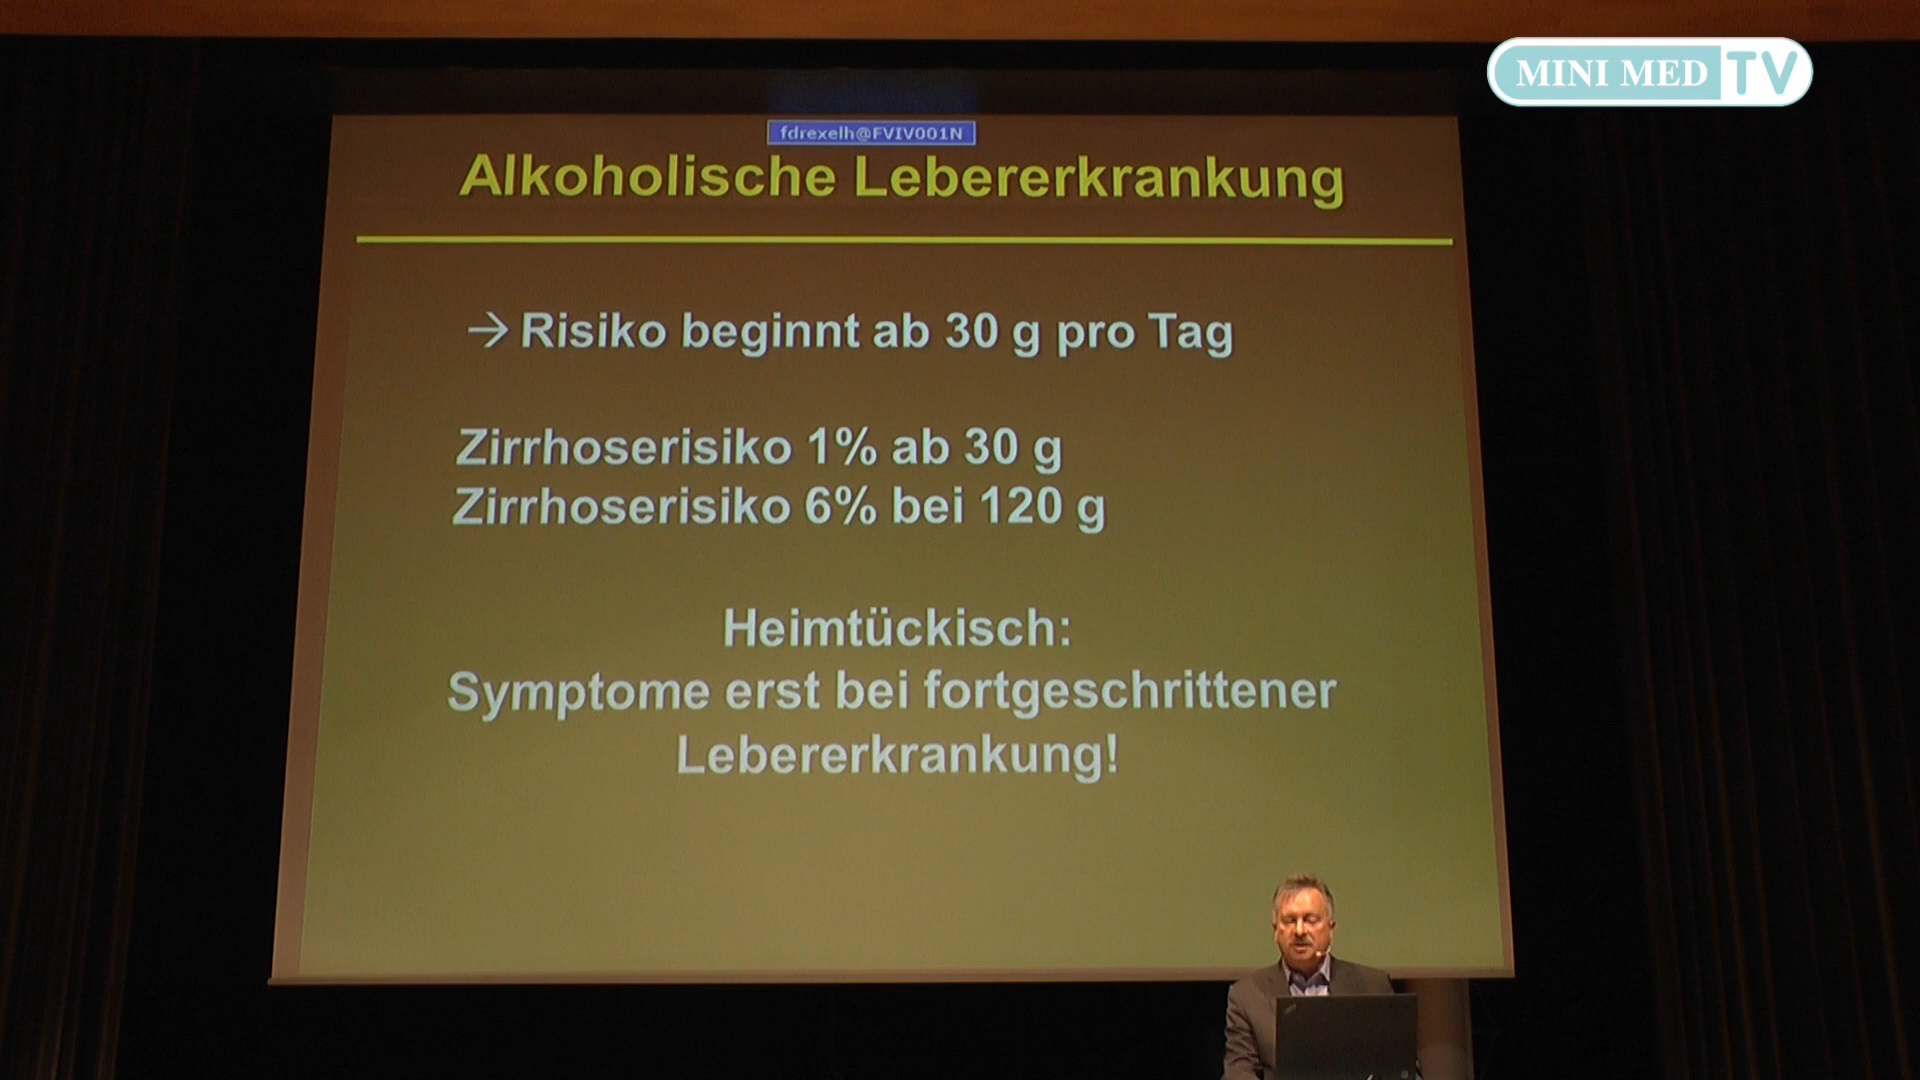 MINI MED TV
fdrexelh@FVIV001N
Alkoholische Lebererkrankung
→ Risiko beginnt ab 30 g pro Tag
Zirrhoserisiko 1% ab 30 g
Zirrhoserisiko 6% bei 120 g
Heimtückisch:
Symptome erst bei fortgeschrittener
Lebererkrankung!